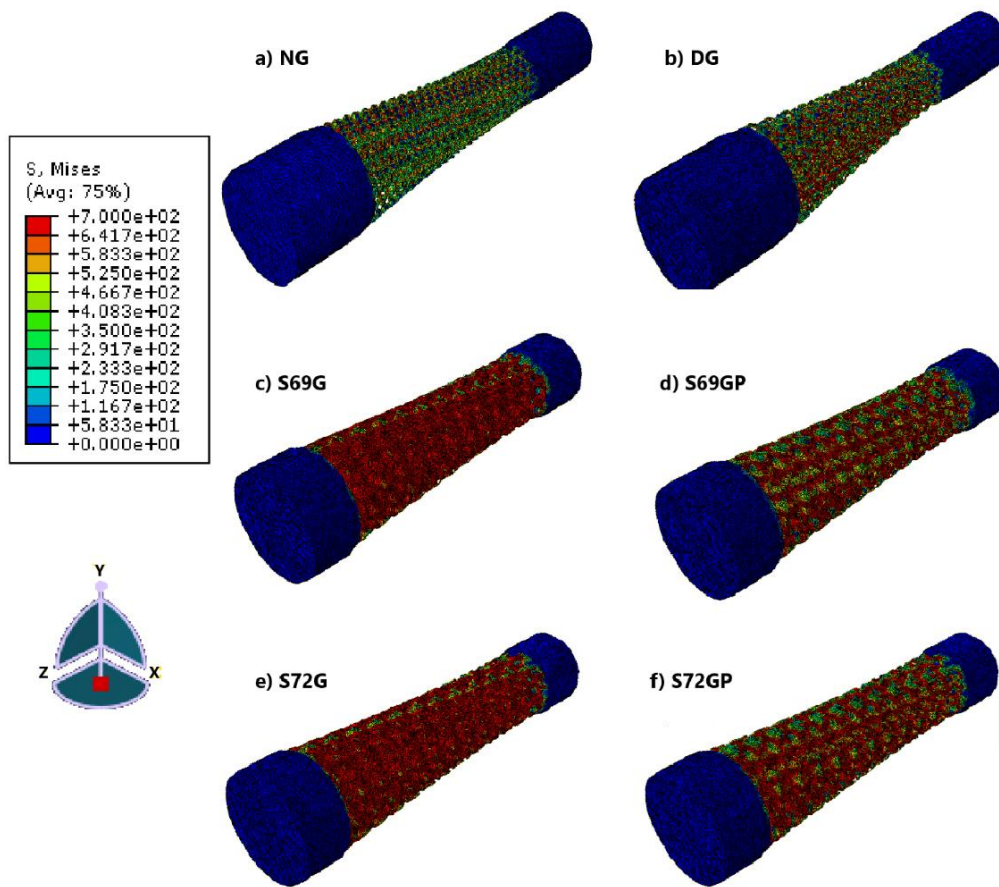 a) NG
b) DG
S, Mises
(Avg: 75%)
+7.000e+02
+6.417e+02
+5.833e+02
+5.250e+02
+4.667e+02
+4.083e+02
+3.500e+02
+2.917e+02
+2.333e+02
+1.750e+02
+1.167e+02
+5.833e+01
+0.000e+00
c) S69G
d) S69GP
Y
Z
X
e) S72G
f) S72GP